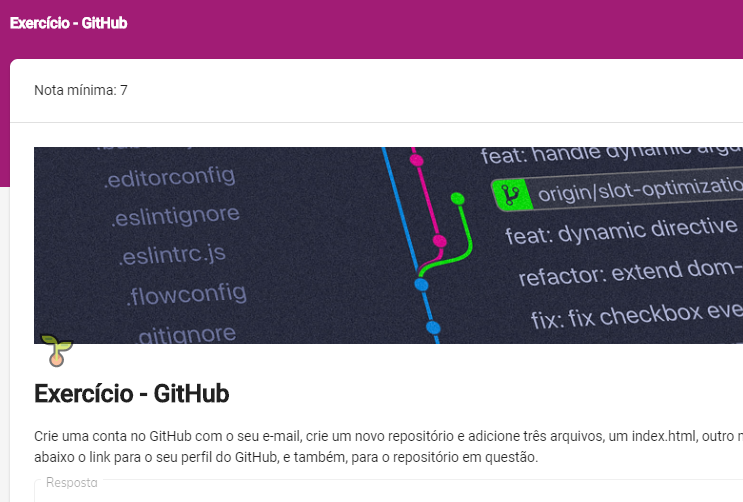 Exercício - GitHub
Nota mínima: 7
feat: handle dynamic
.editorconfig
origin/slot-optimizatio
.eslintignore
feat: dynamic directive
.eslintrc.js
refactor: extend dom-
.flowconfig
fix: fix checkbox eve
.gitignore
Exercício - GitHub
Crie uma conta no GitHub com o seu e-mail, crie um novo repositório e adicione três arquivos, um index.html, outro
abaixo o link para o seu perfil do GitHub, e também, para o repositório em questão.
Resposta